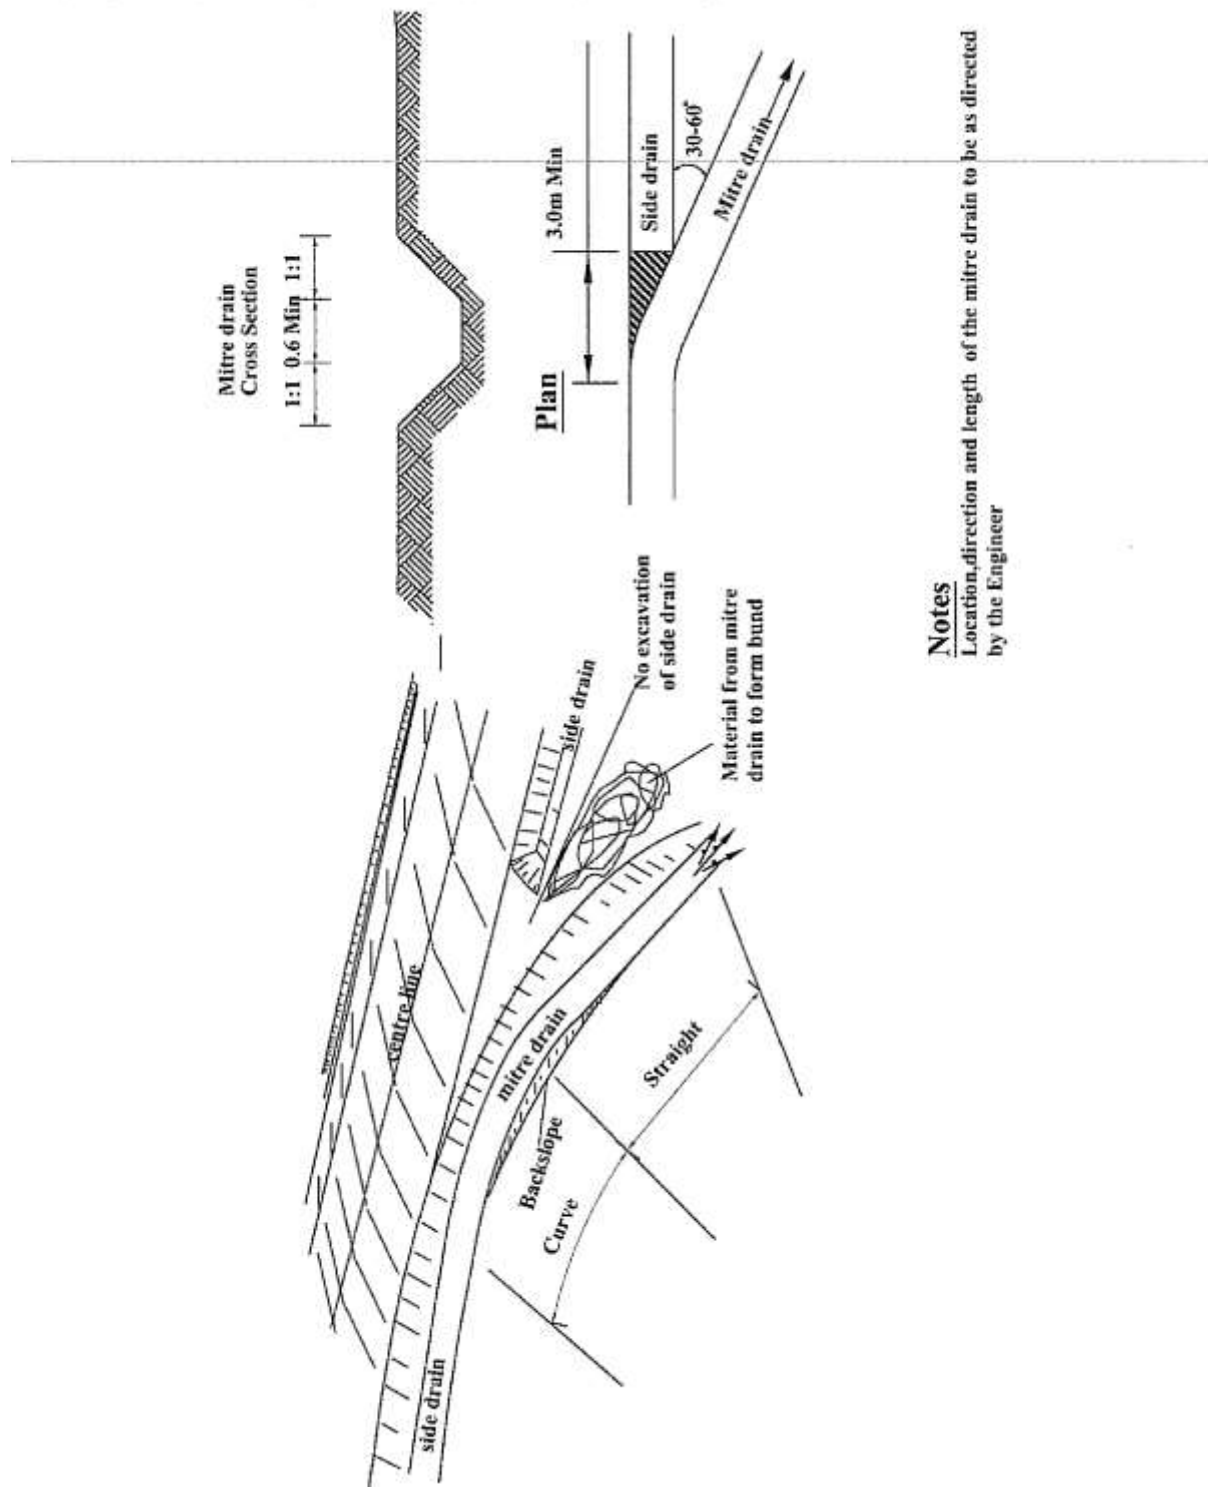 Mitre drain
Cross Section
1:1 0.6 Min 1:1
Plan
3.0m Min
Side drain
30-60°
Mitre drain
centre line
side drain
No excavation
of side drain
Material from mitre
drain to form bund
mitre drain
Backslope
Straight
Curve
side drain
Notes
Location,direction and length of the mitre drain to be as directed
by the Engineer